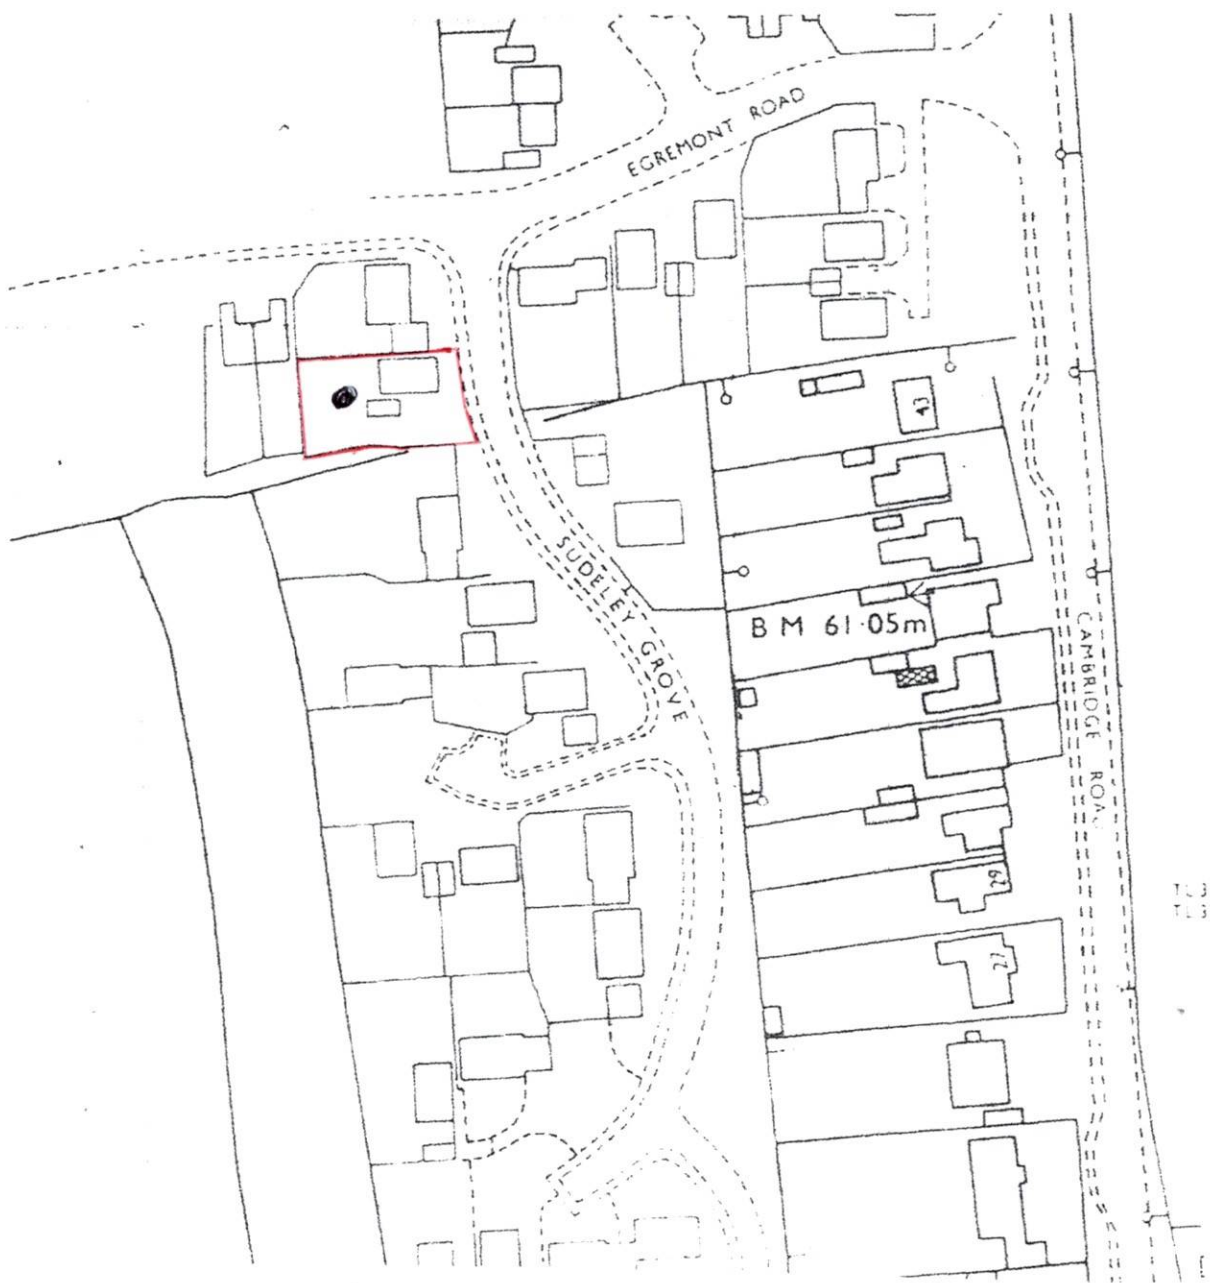 EGREMONT ROAD
43
SUDELEY GROVE
B M 61·05m
CAMBRIDGE ROAD
29
27